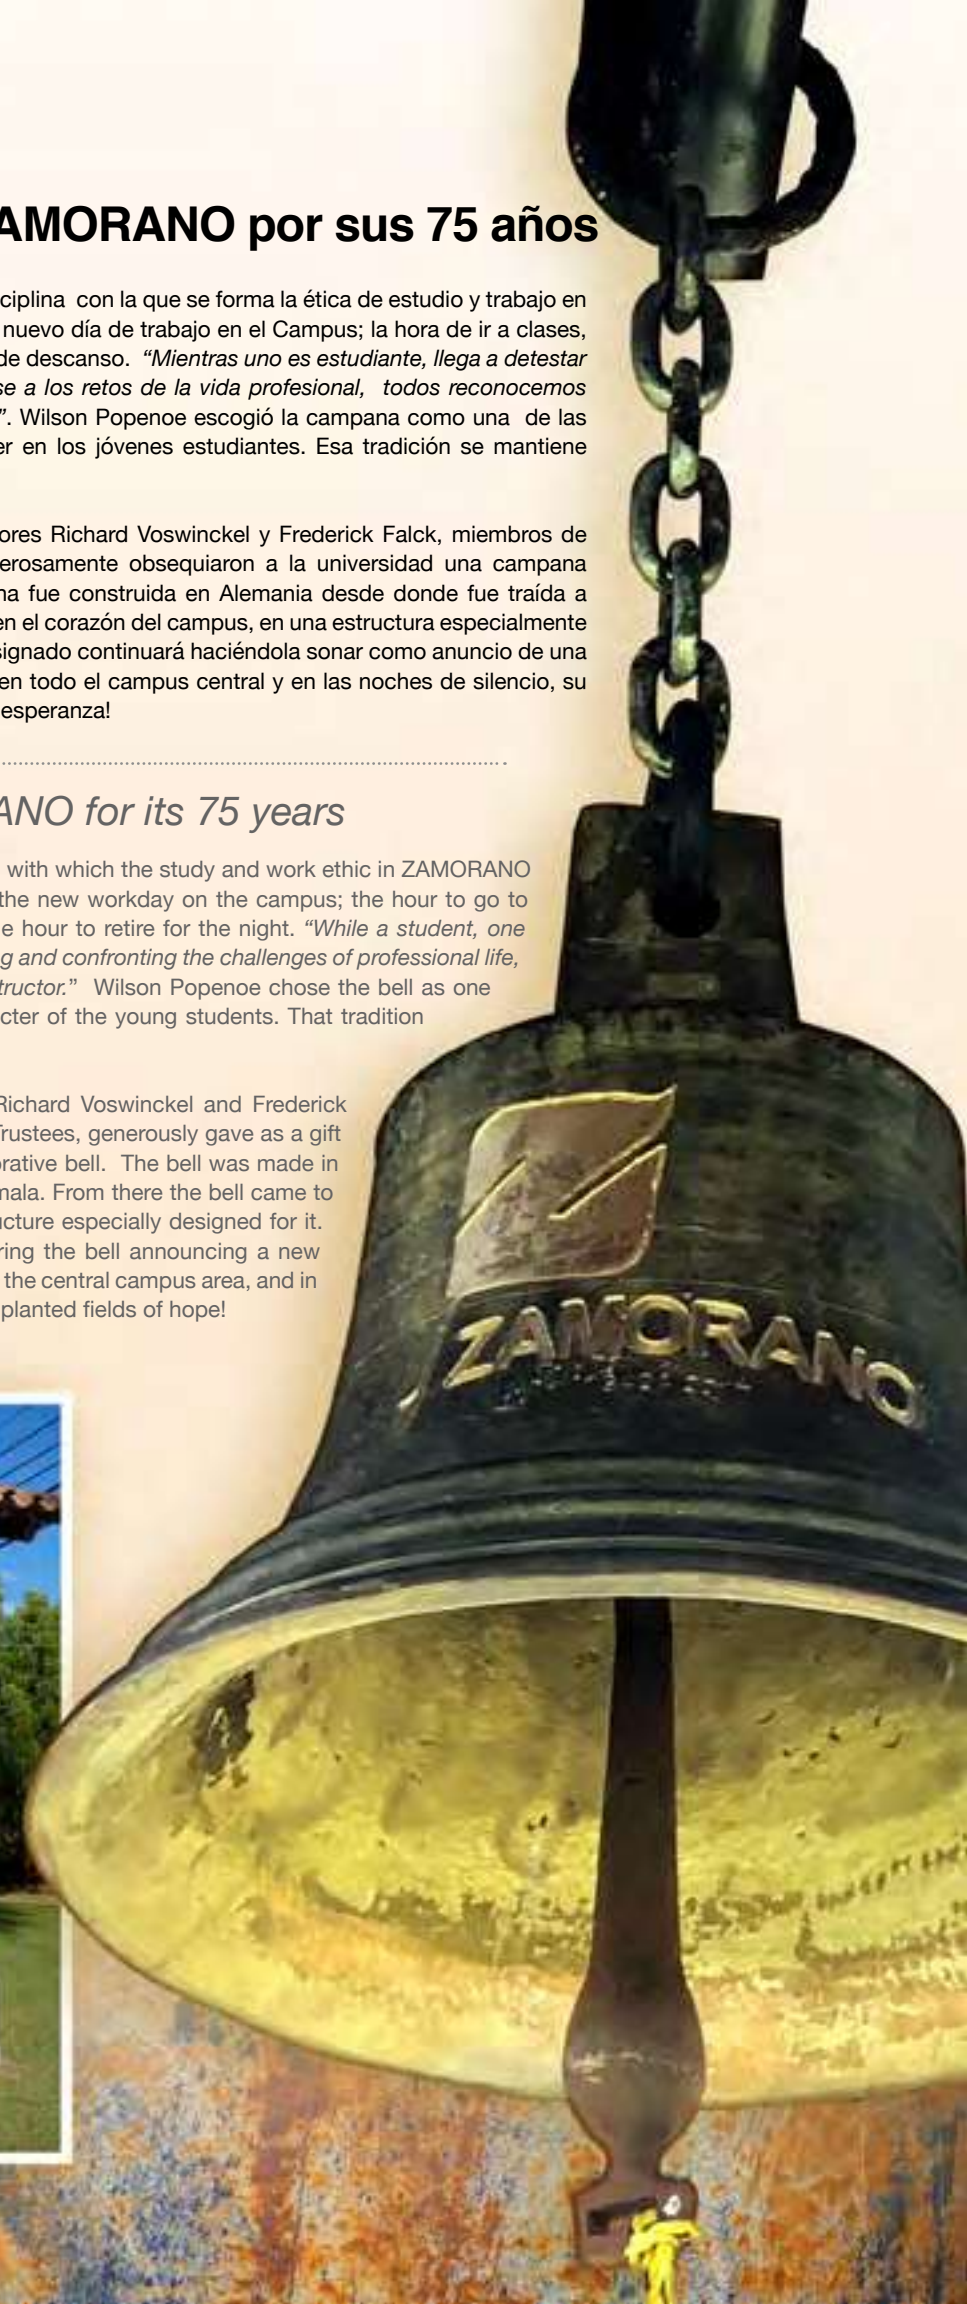 AMORANO por sus 75 años
ciplina con la que se forma la ética de estudio y trabajo en
nuevo día de trabajo en el Campus; la hora de ir a clases,
de descanso. “Mientras uno es estudiante, llega a detestar
se a los retos de la vida profesional, todos reconocemos
”. Wilson Popenoe escogió la campana como una de las
er en los jóvenes estudiantes. Esa tradición se mantiene
ores Richard Voswinckel y Frederick Falck, miembros de
erosamente obsequiaron a la universidad una campana
na fue construida en Alemania desde donde fue traída a
en el corazón del campus, en una estructura especialmente
signado continuará haciéndola sonar como anuncio de una
en todo el campus central y en las noches de silencio, su
esperanza!
ANO for its 75 years
with which the study and work ethic in ZAMORANO
the new workday on the campus; the hour to go to
e hour to retire for the night. “While a student, one
g and confronting the challenges of professional life,
tructor.” Wilson Popenoe chose the bell as one
cter of the young students. That tradition
Richard Voswinckel and Frederick
Trustees, generously gave as a gift
orative bell. The bell was made in
mala. From there the bell came to
ucture especially designed for it.
ring the bell announcing a new
the central campus area, and in
planted fields of hope!
ZAMORANO